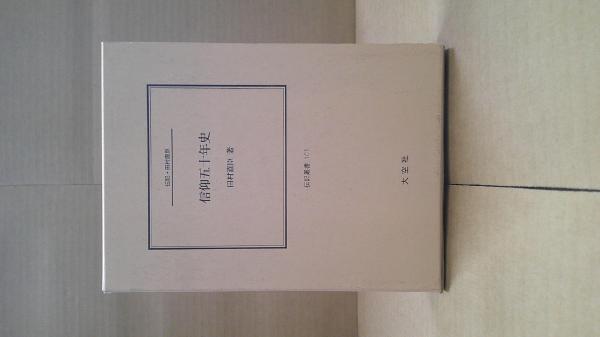 伝記・田村直臣
信仰五十年史
田村直臣 著
伝記叢書 101
大空社